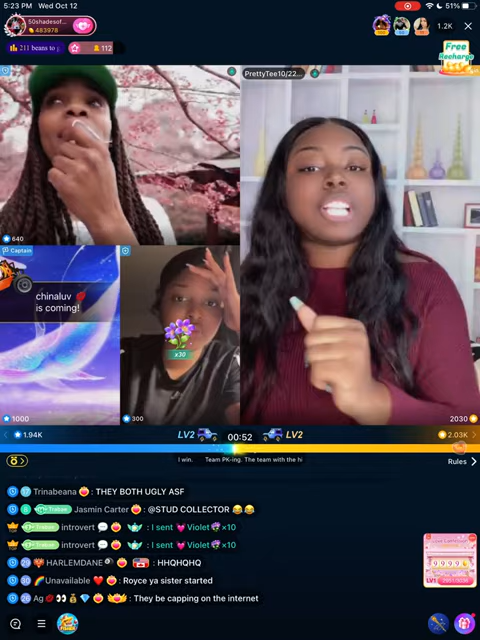 5:23 PM Wed Oct 12
51%
50shadesof...
483978
1.2K
211 beans to g
112
Free
Recharge
PrettyTee10/22...
640
Captain
chinaluv
is coming!
x30
1000
300
2030
1.94K
LV2
00:52
LV2
2.03K
I win. Team PK-ing. The team with the hi
Rules
Trinabeana : THEY BOTH UGLY ASF
Jasmin Carter : @STUD COLLECTOR 😂😂
introvert : I sent Violet x10
introvert : I sent Violet x10
HARLEMDANE : HHQHQHQ
Unavailable : Royce ya sister started
Ag : They be capping on the internet
LV1